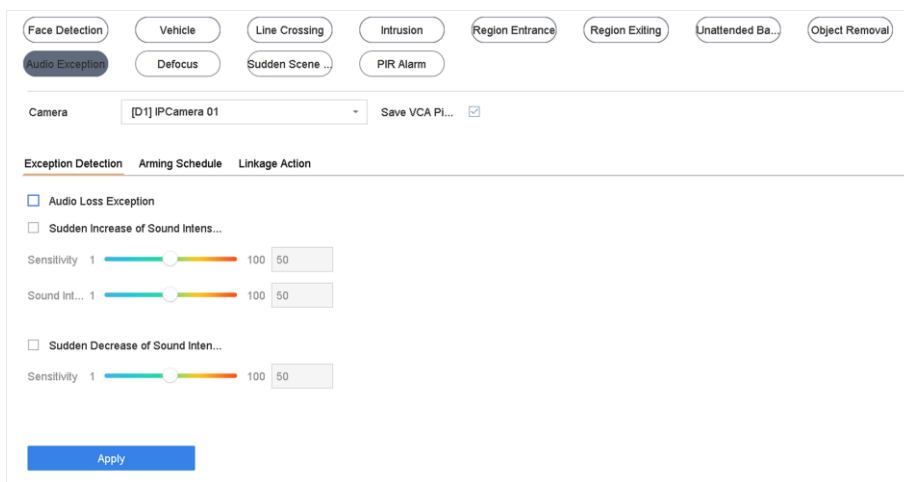 Face Detection Vehicle Line Crossing Intrusion Region Entrance Region Exiting Unattended Ba... Object Removal
Audio Exception Defocus Sudden Scene ... PIR Alarm
Camera [D1] IPCamera 01 Save VCA Pi...
Exception Detection Arming Schedule Linkage Action
Audio Loss Exception
Sudden Increase of Sound Intens...
Sensitivity 1 100 50
Sound Int... 1 100 50
Sudden Decrease of Sound Inten...
Sensitivity 1 100 50
Apply